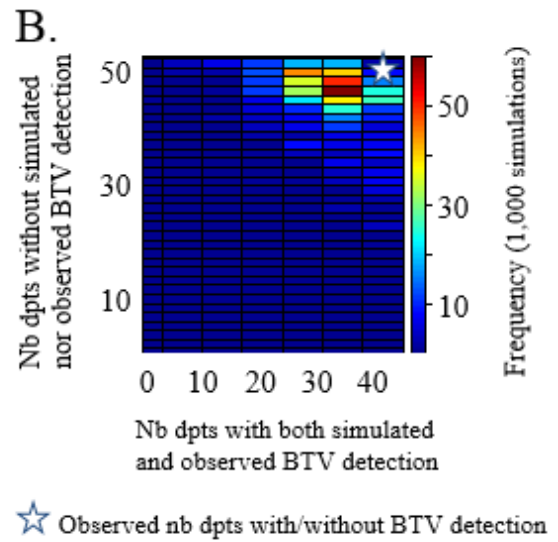 B.
Nb dpts without simulated
nor observed BTV detection
50
30
10
0 10 20 30 40
Nb dpts with both simulated
and observed BTV detection
50
30
10
Frequency (1,000 simulations)
Observed nb dpts with/without BTV detection